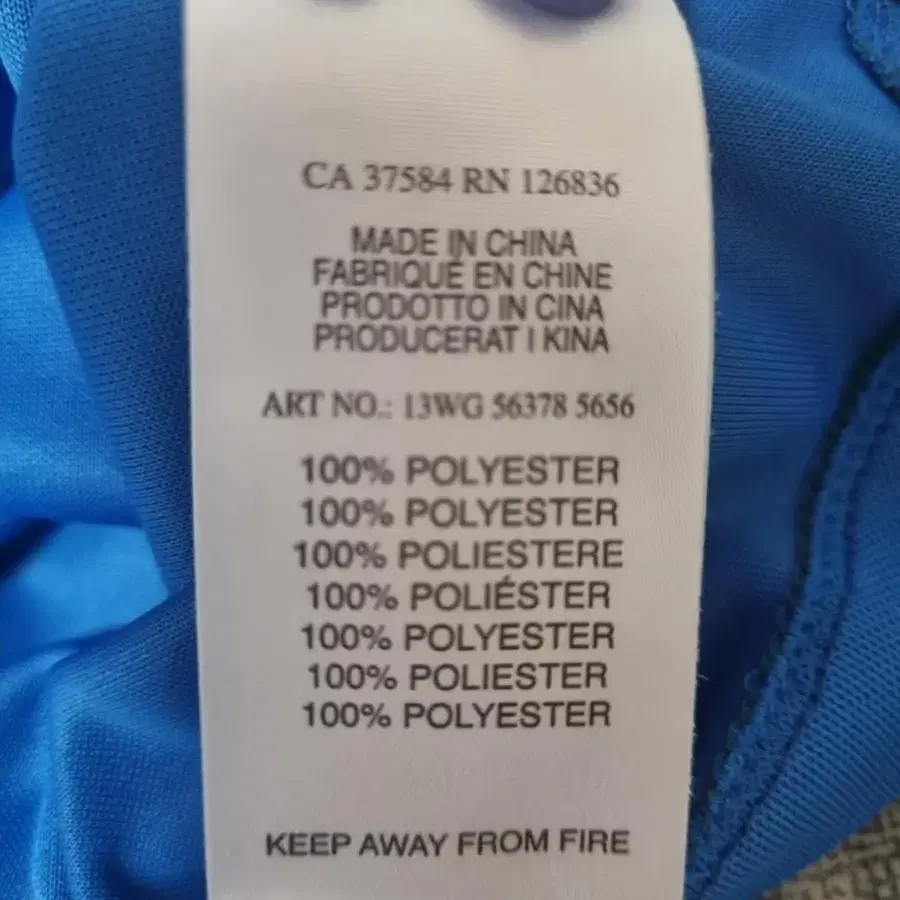 CA 37584 RN 126836
MADE IN CHINA
FABRIQUÉ EN CHINE
PRODOTTO IN CINA
PRODUCERAT I KINA
ART NO.: 13WG 56378 5656
100% POLYESTER
100% POLYESTER
100% POLIESTERE
100% POLIÉSTER
100% POLYESTER
100% POLIESTER
100% POLYESTER
KEEP AWAY FROM FIRE